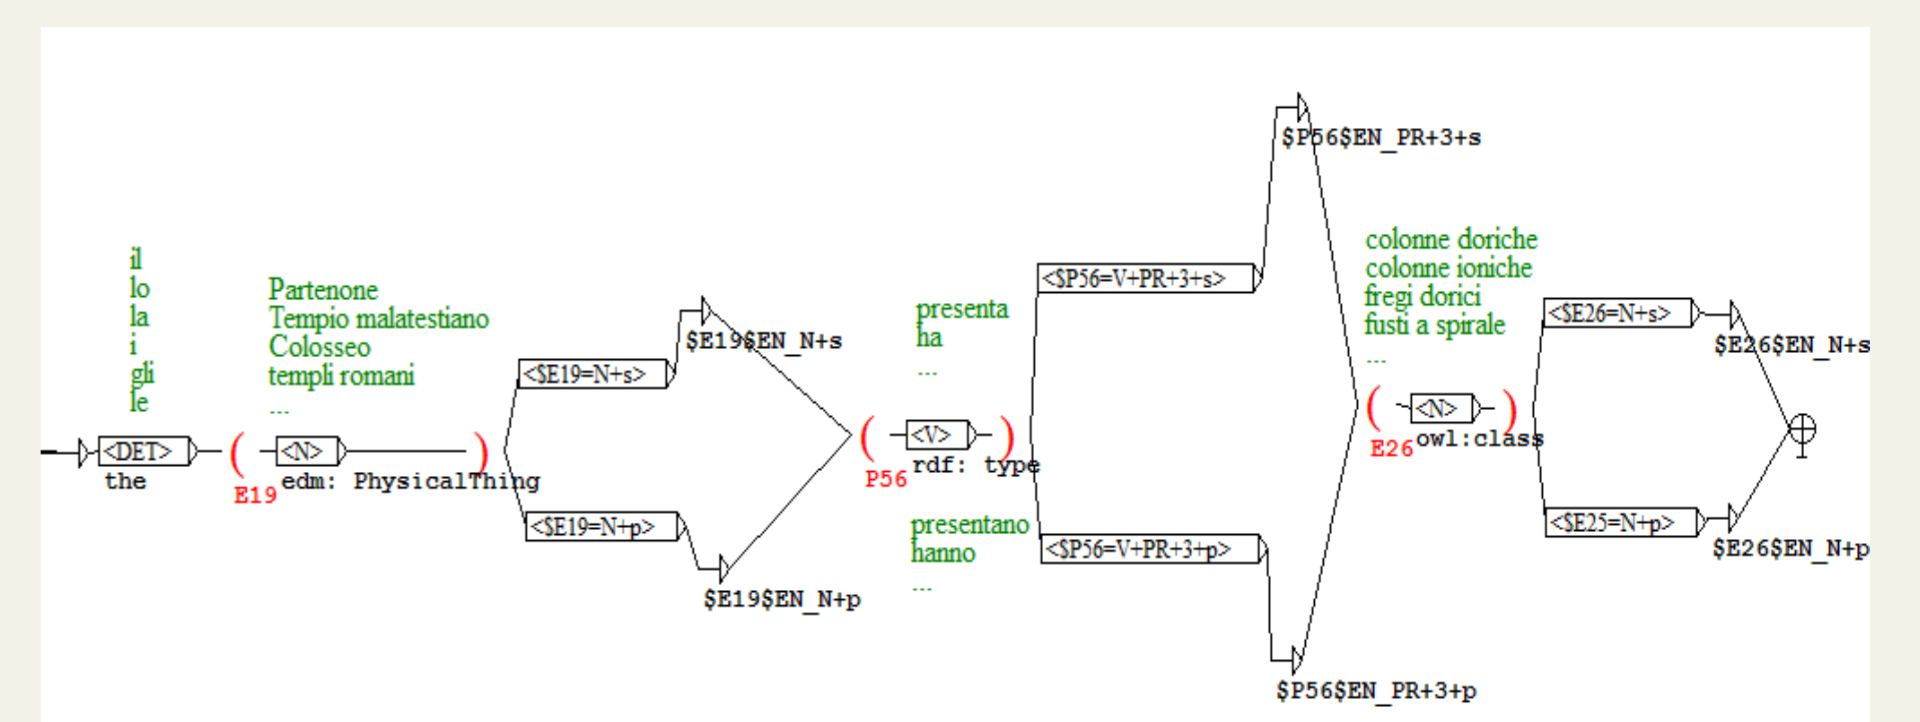 il
lo
la
i
gli
le
<DET>
the
(
E19
Partenone
Tempio malatestiano
Colosseo
templi romani
...
<N>
edm: PhysicalThing
)
<$E19=N+s>
$E19$EN_N+s
<$E19=N+p>
$E19$EN_N+p
(
P56
presenta
ha
...
<V>
rdf: type
)
presentano
hanno
...
<$P56=V+PR+3+s>
$P56$EN_PR+3+s
<$P56=V+PR+3+p>
$P56$EN_PR+3+p
colonne doriche
colonne ioniche
fregi dorici
fusti a spirale
...
(
E26
<N>
owl:class
)
<$E26=N+s>
$E26$EN_N+s
<$E25=N+p>
$E26$EN_N+p